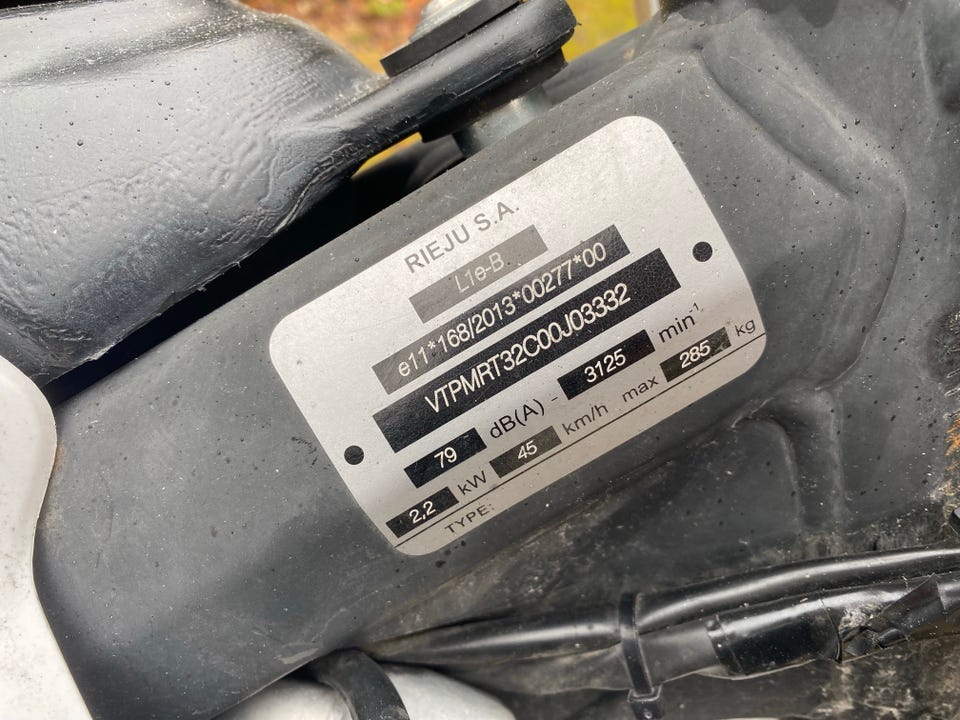 RIEJU S.A.
L1e-B
e11*168/2013*00277*00
VTPMRT32C00J03332
79 dB(A) - 3125 min⁻¹
2,2 kW 45 km/h max 285 kg
TYPE: